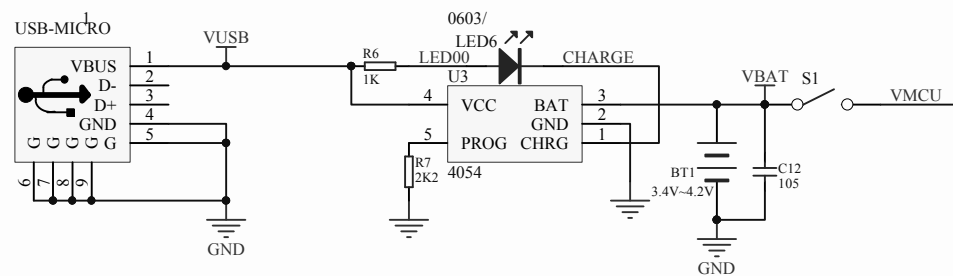 1
USB-MICRO
VBUS 1
D- 2
D+ 3
GND 4
G G G G G 5
6 7 8 9
VUSB
GND
R6
1K
LED00
0603/
LED6
CHARGE
U3
4 VCC BAT 3
GND 2
5 PROG CHRG 1
4054
R7
2K2
VBAT
S1
VMCU
BT1
3.4V~4.2V
C12
105
GND